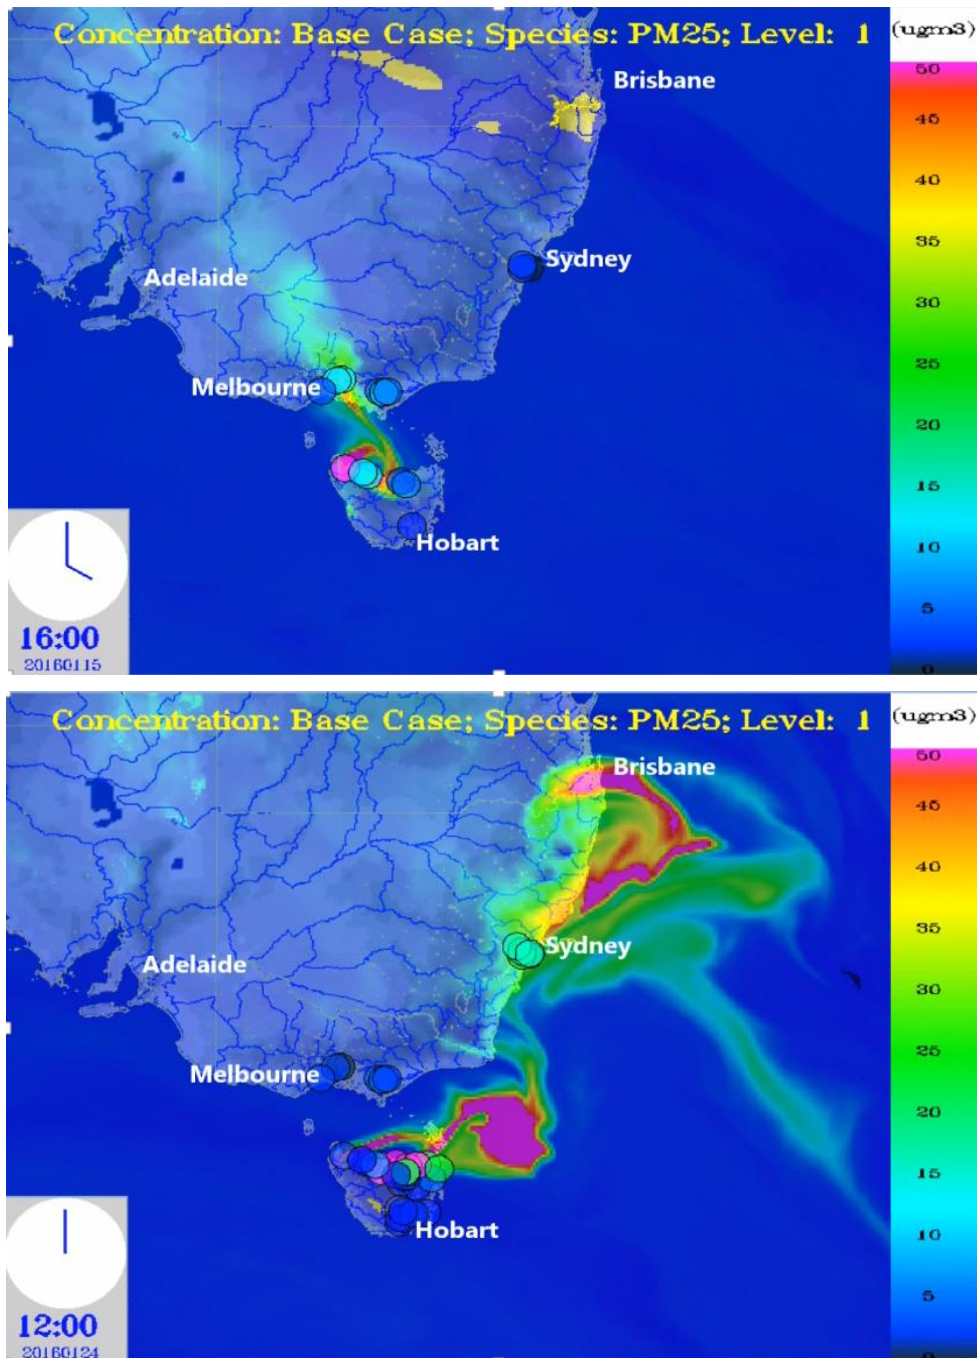 Concentration: Base Case; Species: PM25; Level: 1
(ugm3)
50
Brisbane
45
40
35
Sydney
Adelaide
30
25
Melbourne
20
15
10
Hobart
5
16:00
20160115
0
Concentration: Base Case; Species: PM25; Level: 1
(ugm3)
50
Brisbane
45
40
35
Sydney
Adelaide
30
25
Melbourne
20
15
Hobart
10
5
12:00
20160124
0